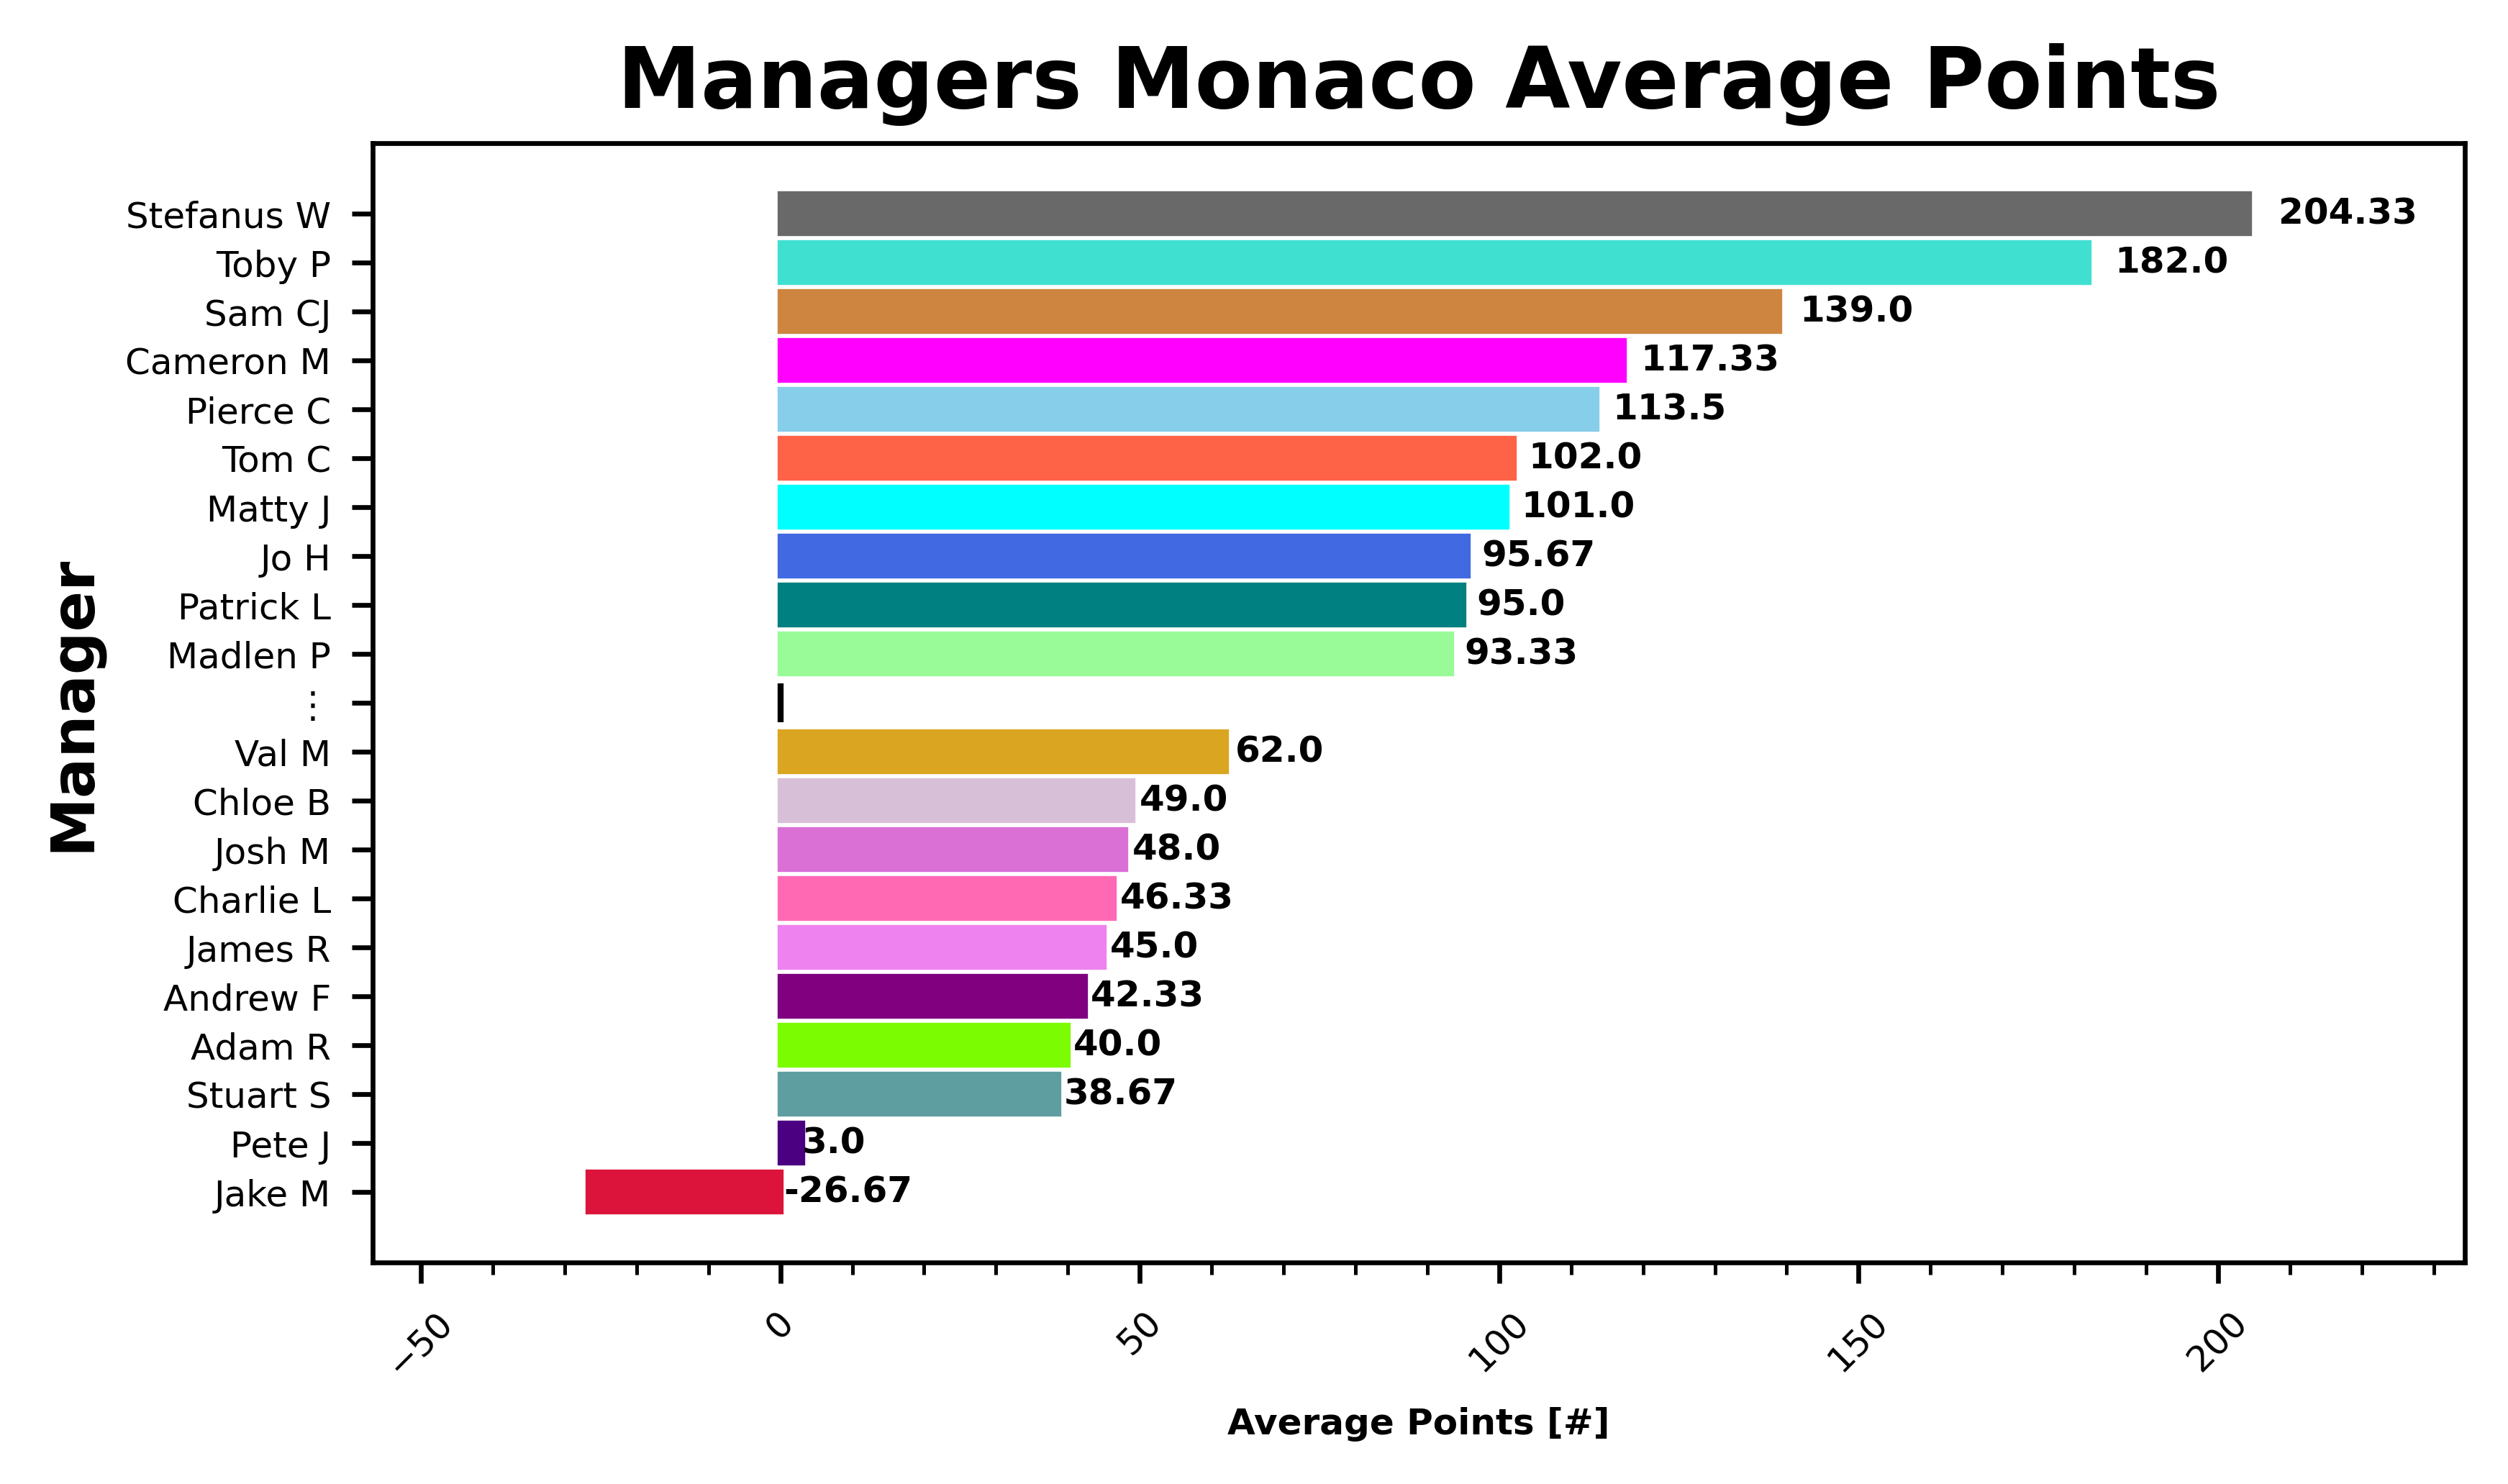 Managers Monaco Average Points
Manager
Stefanus W 204.33
Toby P 182.0
Sam CJ 139.0
Cameron M 117.33
Pierce C 113.5
Tom C 102.0
Matty J 101.0
Jo H 95.67
Patrick L 95.0
Madlen P 93.33
⋮
Val M 62.0
Chloe B 49.0
Josh M 48.0
Charlie L 46.33
James R 45.0
Andrew F 42.33
Adam R 40.0
Stuart S 38.67
Pete J 3.0
Jake M -26.67
−50 0 50 100 150 200
Average Points [#]